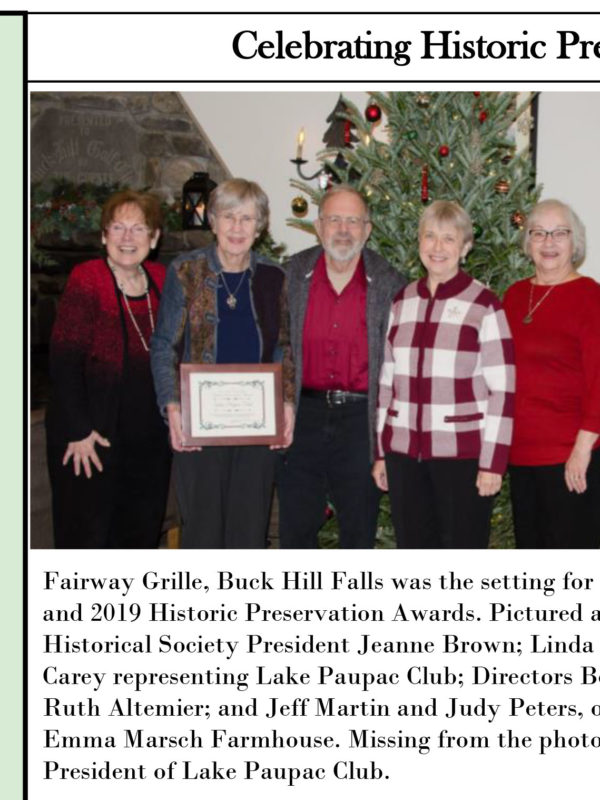 Celebrating Historic Pre
Fairway Grille, Buck Hill Falls was the setting for
and 2019 Historic Preservation Awards. Pictured a
Historical Society President Jeanne Brown; Linda
Carey representing Lake Paupac Club; Directors Be
Ruth Altemier; and Jeff Martin and Judy Peters, o
Emma Marsch Farmhouse. Missing from the photo
President of Lake Paupac Club.